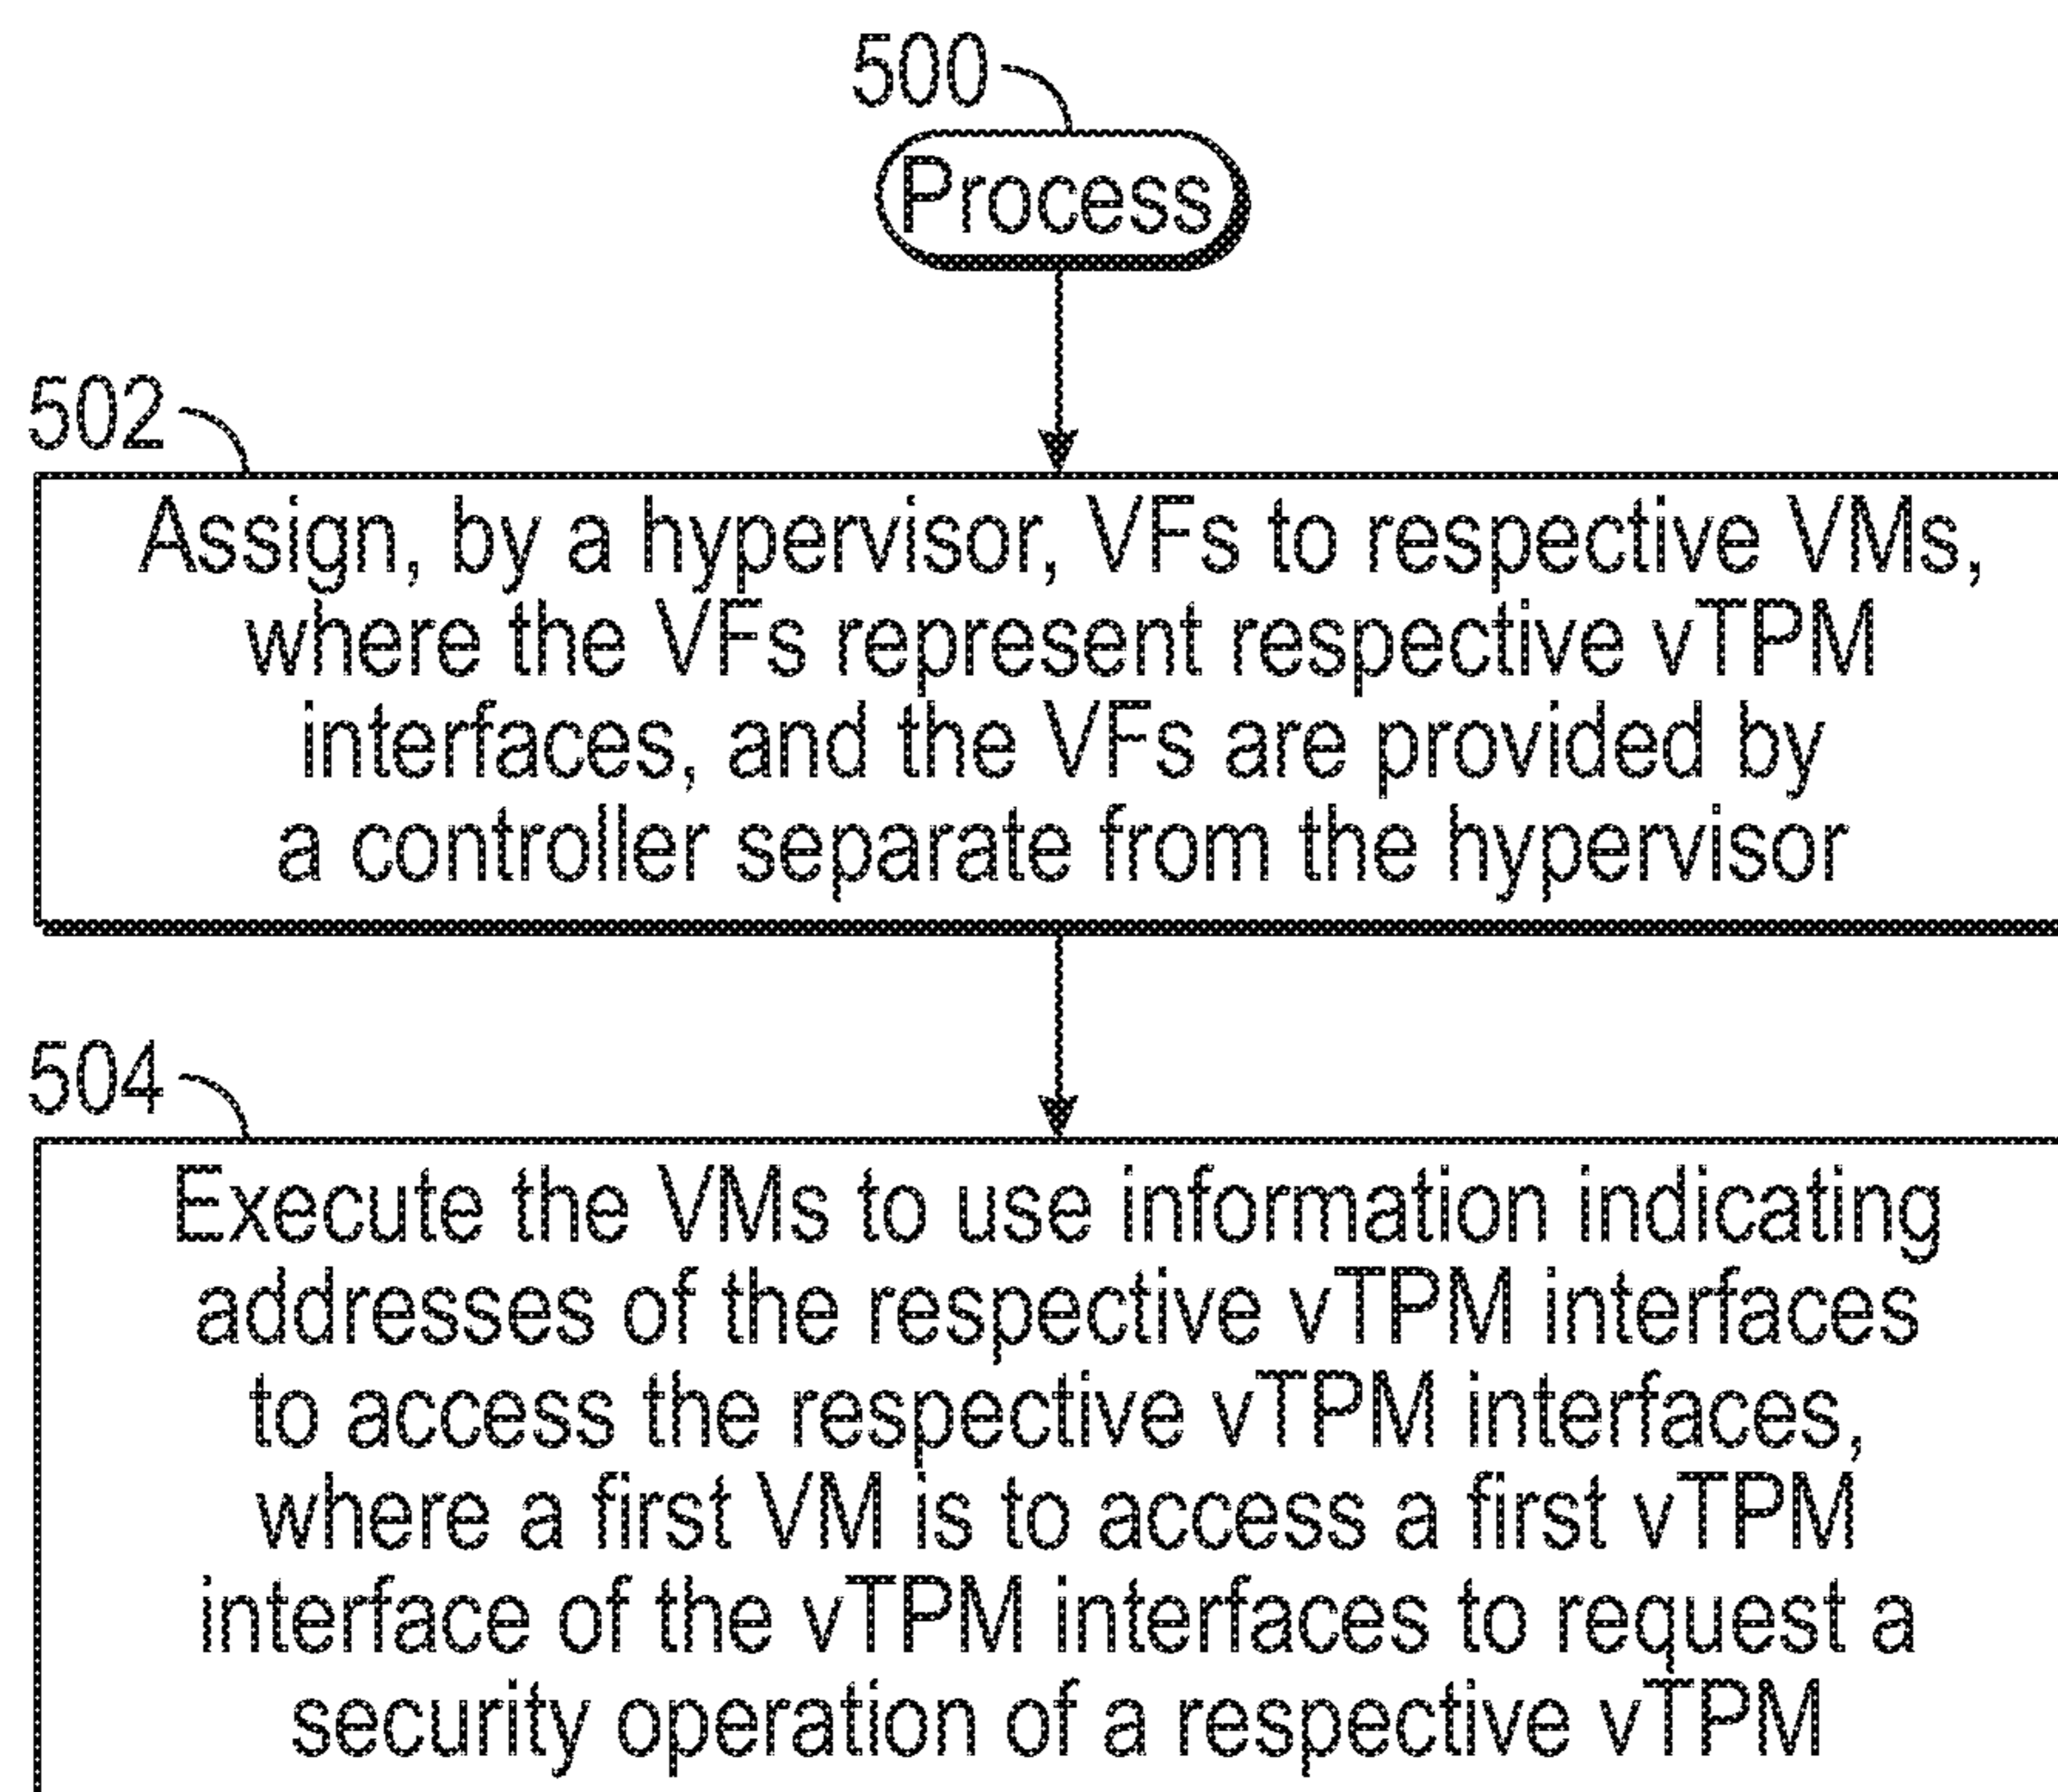 500
Process
502
Assign, by a hypervisor, VFs to respective VMs,
where the VFs represent respective vTPM
interfaces, and the VFs are provided by
a controller separate from the hypervisor
504
Execute the VMs to use information indicating
addresses of the respective vTPM interfaces
to access the respective vTPM interfaces,
where a first VM is to access a first vTPM
interface of the vTPM interfaces to request a
security operation of a respective vTPM